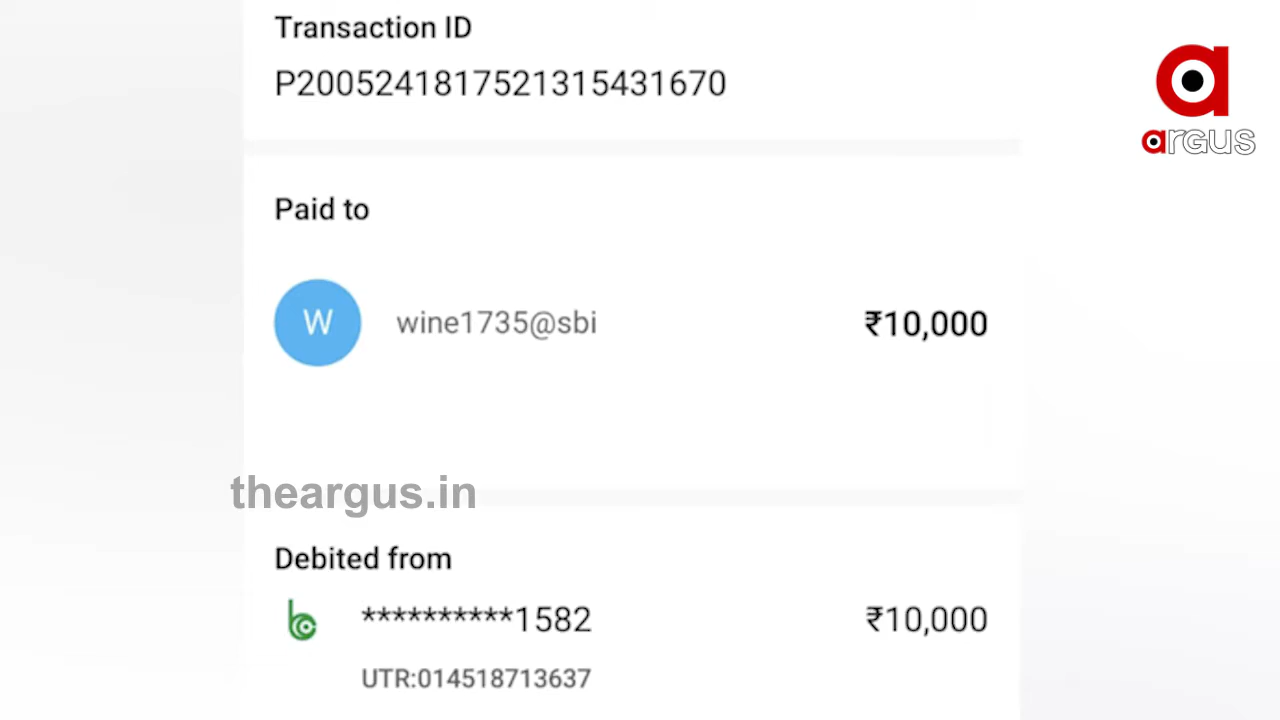 Transaction ID
P2005241817521315431670
argus
Paid to
W
wine1735@sbi
₹10,000
theargus.in
Debited from
**********1582
₹10,000
UTR:014518713637